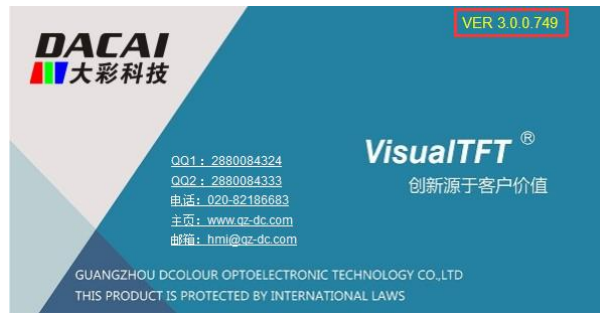 VER 3.0.0.749
DACAI
大彩科技
VisualTFT ®
创新源于客户价值
QQ1：2880084324
QQ2：2880084333
电话：020-82186683
主页：www.gz-dc.com
邮箱：hmi@gz-dc.com
GUANGZHOU DCOLOUR OPTOELECTRONIC TECHNOLOGY CO.,LTD
THIS PRODUCT IS PROTECTED BY INTERNATIONAL LAWS